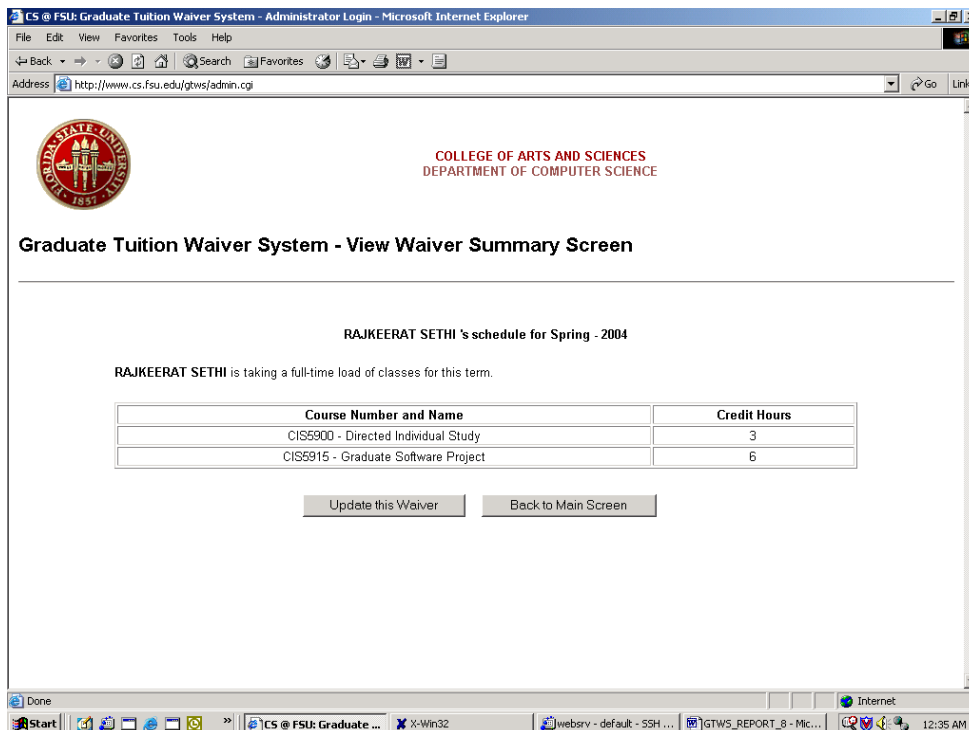 CS @ FSU: Graduate Tuition Waiver System - Administrator Login - Microsoft Internet Explorer
File Edit View Favorites Tools Help
Back Search Favorites
Address http://www.cs.fsu.edu/gtws/admin.cgi Go Link
FLORIDA STATE UNIVERSITY
1857
COLLEGE OF ARTS AND SCIENCES
DEPARTMENT OF COMPUTER SCIENCE
Graduate Tuition Waiver System - View Waiver Summary Screen
RAJKEERAT SETHI 's schedule for Spring - 2004
RAJKEERAT SETHI is taking a full-time load of classes for this term.
Course Number and Name Credit Hours
CIS5900 - Directed Individual Study 3
CIS5915 - Graduate Software Project 6
Update this Waiver Back to Main Screen
Done Internet
Start » CS @ FSU: Graduate ... X-Win32 websrv - default - SSH ... GTWS_REPORT_8 - Mic... 12:35 AM